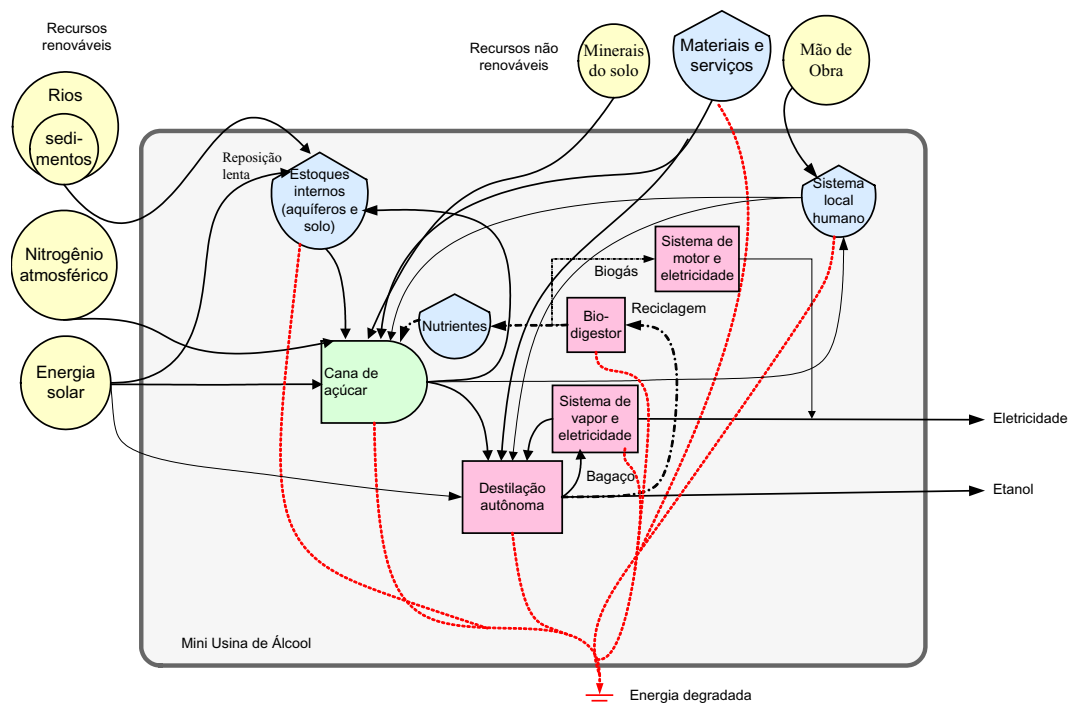 Recursos
renováveis
Recursos não
renováveis
Minerais
do solo
Materiais e
serviços
Mão de
Obra
Rios
sedi-
mentos
Reposição
lenta
Estoques
internos
(aquíferos e
solo)
Sistema
local
humano
Nitrogênio
atmosférico
Sistema de
motor e
eletricidade
Biogás
Reciclagem
Nutrientes
Bio-
digestor
Energia
solar
Cana de
açúcar
Sistema de
vapor e
eletricidade
Eletricidade
Bagaço
Destilação
autônoma
Etanol
Mini Usina de Álcool
Energia degradada